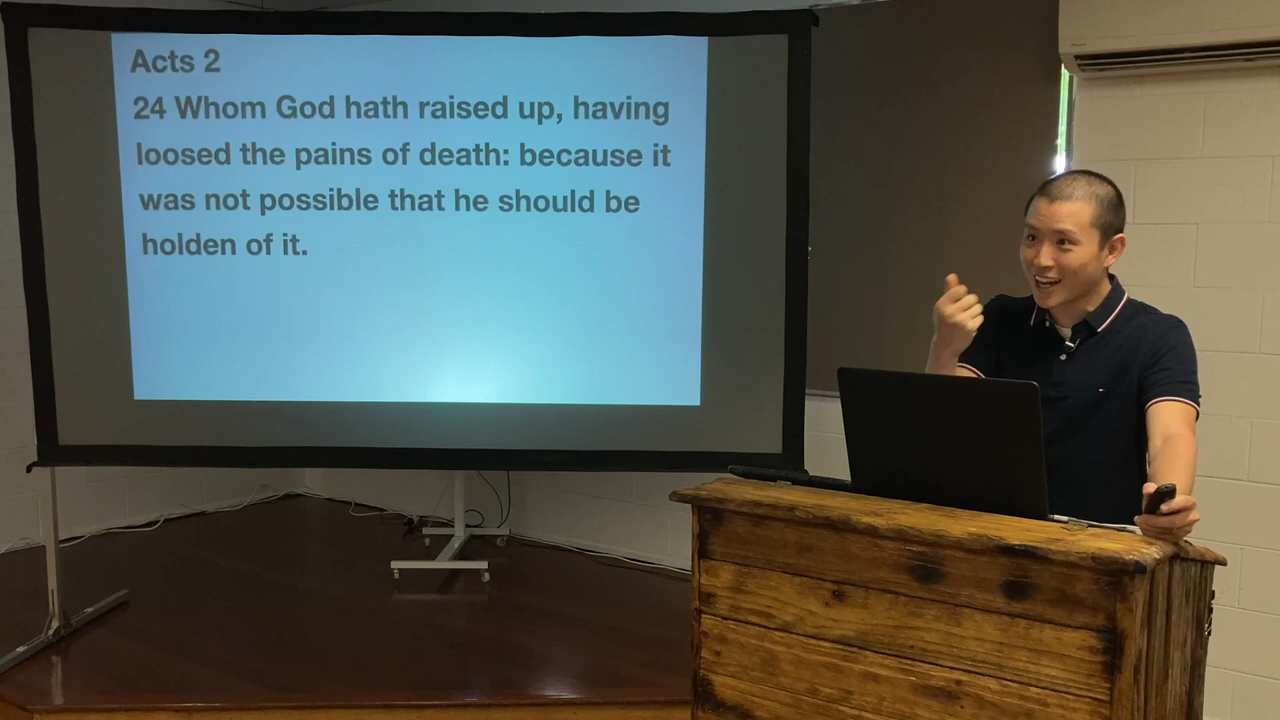 Acts 2
24 Whom God hath raised up, having
loosed the pains of death: because it
was not possible that he should be
holden of it.